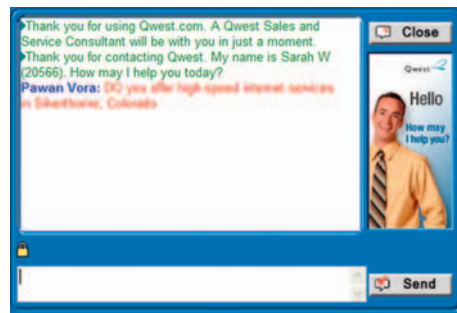 Thank you for using Qwest.com. A Qwest Sales and
Service Consultant will be with you in just a moment.
Thank you for contacting Qwest. My name is Sarah W
(20566). How may I help you today?
Pawan Vora: DO you offer high-speed internet services
in Silverthorne, Colorado
Close
Qwest
Hello
How may
I help you?
Send